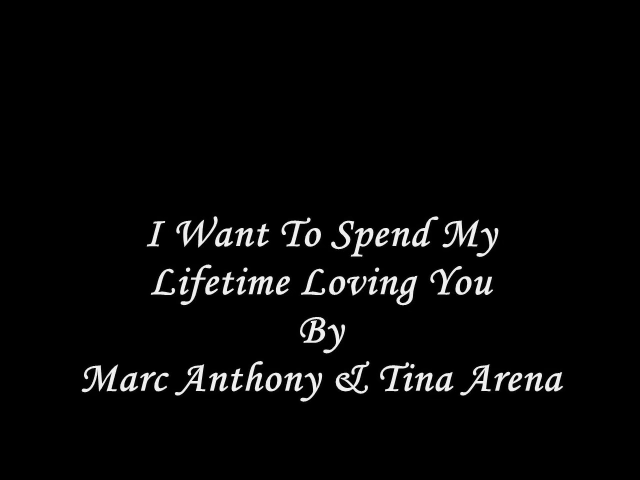 I Want To Spend My
Lifetime Loving You
By
Marc Anthony & Tina Arena